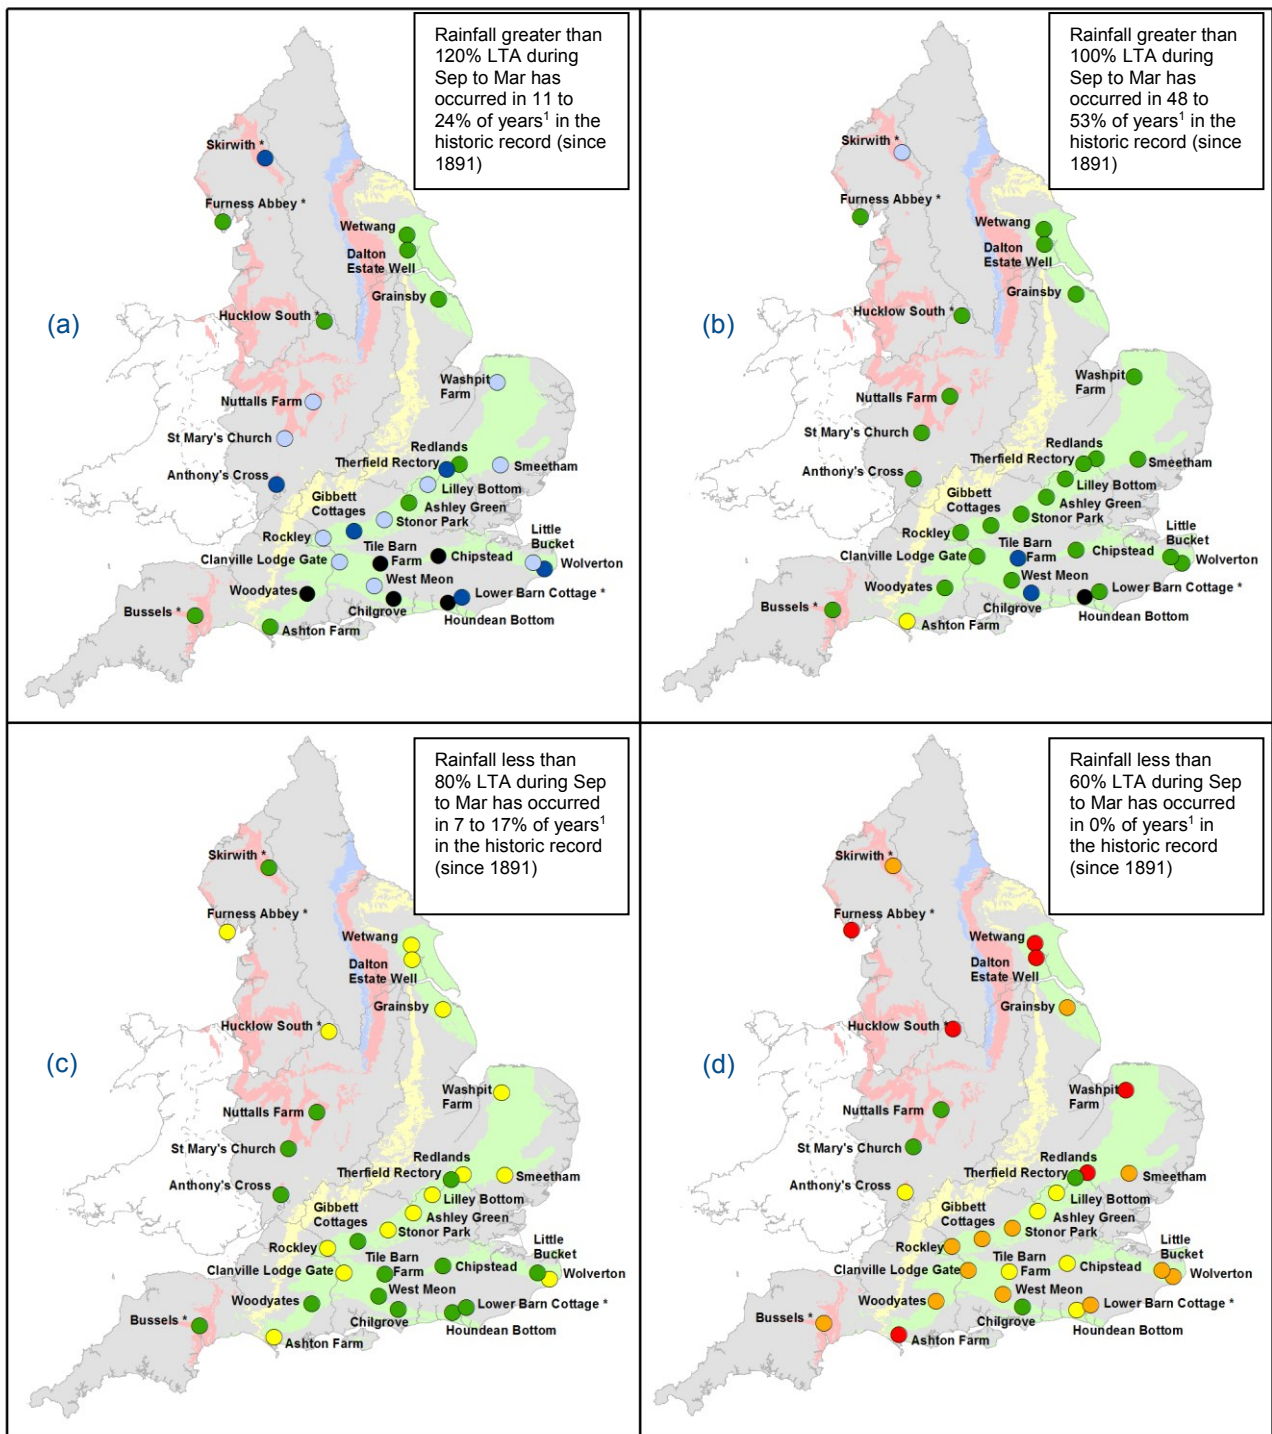 Rainfall greater than
120% LTA during
Sep to Mar has
occurred in 11 to
24% of years¹ in the
historic record (since
1891)
Skirwith *
Furness Abbey *
Wetwang
Dalton
Estate Well
Grainsby
(a)
Hucklow South *
Washpit
Farm
Nuttalls Farm
St Mary's Church
Redlands
Therfield Rectory
Smeetham
Anthony's Cross
Lilley Bottom
Gibbett
Cottages
Ashley Green
Stonor Park
Rockley
Little
Bucket
Tile Barn
Farm
Chipstead
Clanville Lodge Gate
Wolverton
West Meon
Woodyates
Lower Barn Cottage *
Bussels *
Chilgrove
Houndean Bottom
Ashton Farm
Rainfall greater than
100% LTA during
Sep to Mar has
occurred in 48 to
53% of years¹ in the
historic record (since
1891)
Skirwith *
Furness Abbey *
Wetwang
Dalton
Estate Well
Grainsby
(b)
Hucklow South *
Washpit
Farm
Nuttalls Farm
St Mary's Church
Redlands
Therfield Rectory
Smeetham
Anthony's Cross
Lilley Bottom
Gibbett
Cottages
Ashley Green
Stonor Park
Rockley
Little
Bucket
Tile Barn
Farm
Chipstead
Clanville Lodge Gate
Wolverton
West Meon
Woodyates
Lower Barn Cottage *
Bussels *
Chilgrove
Houndean Bottom
Ashton Farm
Rainfall less than
80% LTA during Sep
to Mar has occurred
in 7 to 17% of years¹
in the historic record
(since 1891)
Skirwith *
Furness Abbey *
Wetwang
Dalton
Estate Well
Grainsby
Hucklow South *
(c)
Washpit
Farm
Nuttalls Farm
St Mary's Church
Redlands
Therfield Rectory
Smeetham
Anthony's Cross
Lilley Bottom
Gibbett
Cottages
Ashley Green
Stonor Park
Rockley
Little
Bucket
Tile Barn
Farm
Chipstead
Clanville Lodge Gate
Wolverton
West Meon
Woodyates
Lower Barn Cottage *
Bussels *
Chilgrove
Houndean Bottom
Ashton Farm
Rainfall less than
60% LTA during Sep
to Mar has occurred
in 0% of years¹ in
the historic record
(since 1891)
Skirwith *
Furness Abbey *
Wetwang
Dalton
Estate Well
Grainsby
Hucklow South *
(d)
Washpit
Farm
Nuttalls Farm
St Mary's Church
Redlands
Therfield Rectory
Smeetham
Anthony's Cross
Lilley Bottom
Gibbett
Cottages
Ashley Green
Stonor Park
Rockley
Little
Bucket
Tile Barn
Farm
Chipstead
Clanville Lodge Gate
Wolverton
West Meon
Woodyates
Lower Barn Cottage *
Bussels *
Chilgrove
Houndean Bottom
Ashton Farm